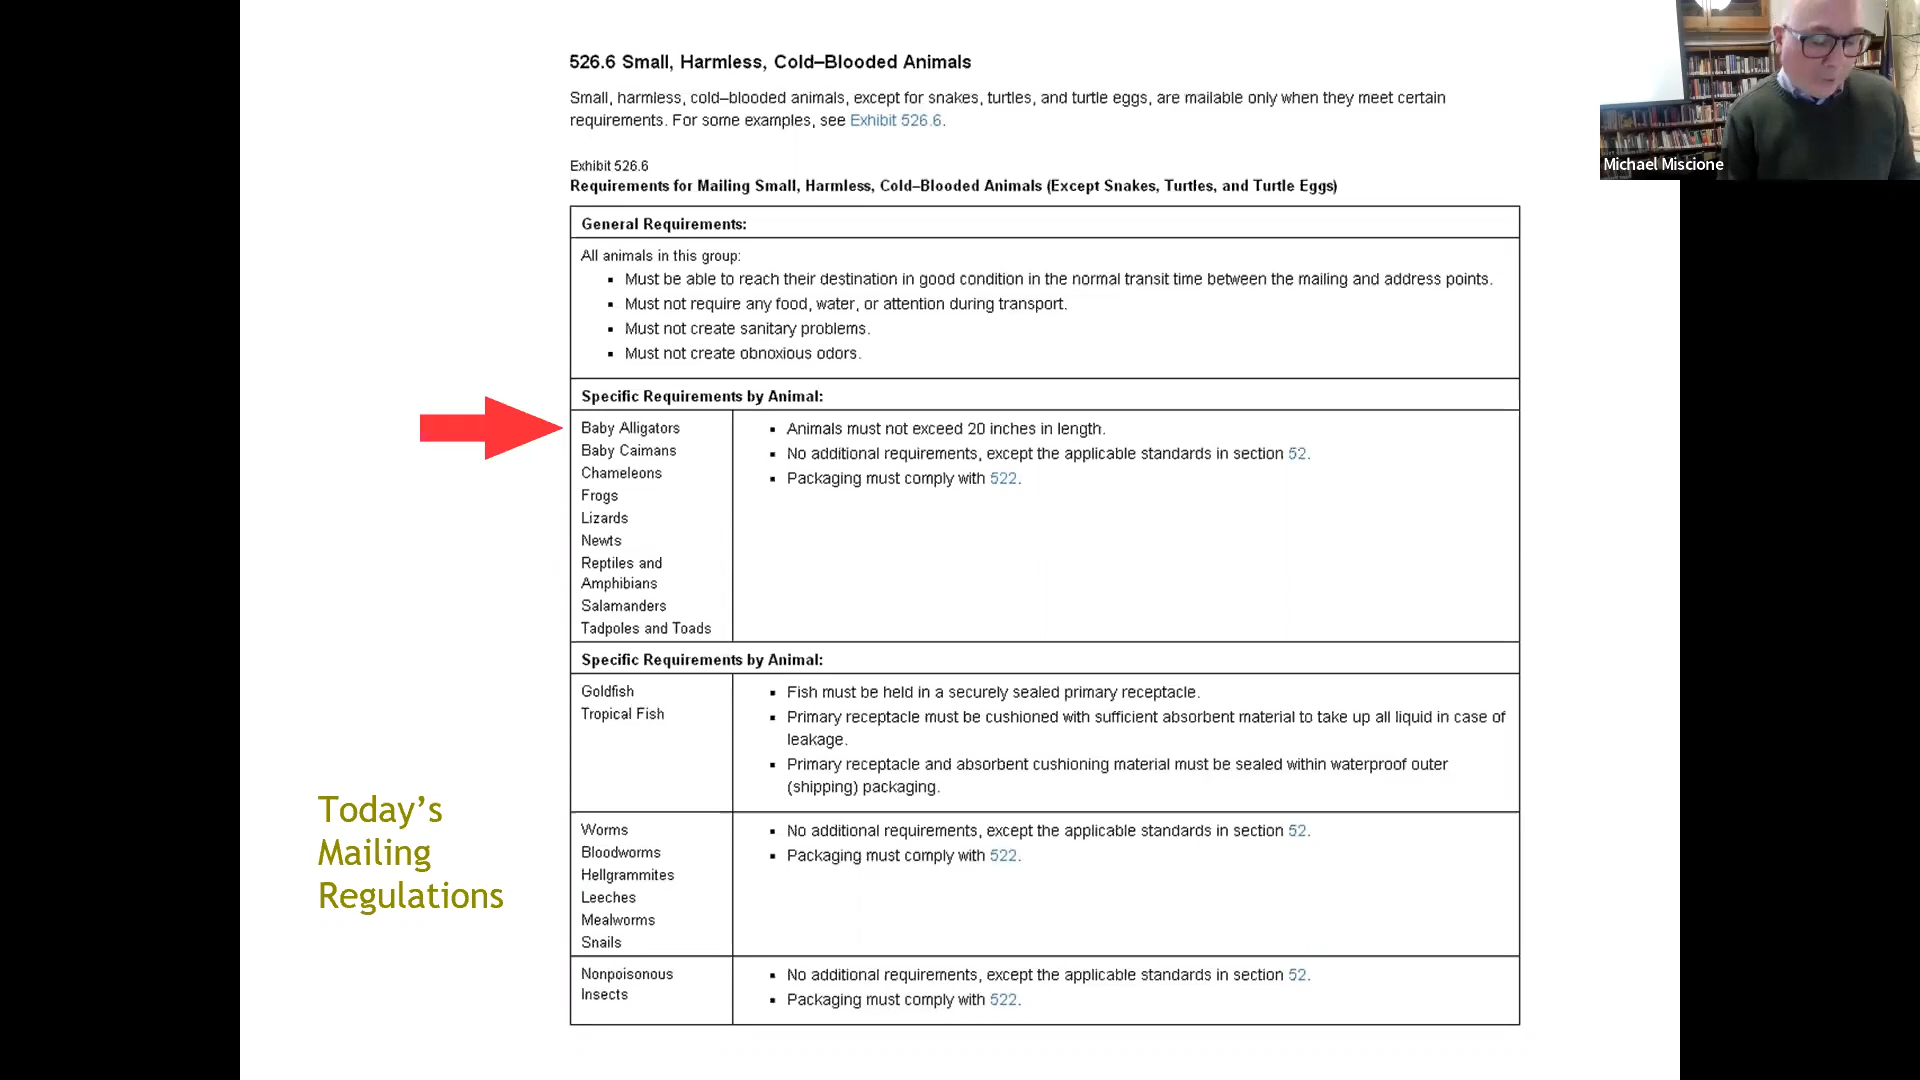 526.6 Small, Harmless, Cold–Blooded Animals
Small, harmless, cold–blooded animals, except for snakes, turtles, and turtle eggs, are mailable only when they meet certain
requirements. For some examples, see Exhibit 526.6.
Exhibit 526.6
Requirements for Mailing Small, Harmless, Cold–Blooded Animals (Except Snakes, Turtles, and Turtle Eggs)
General Requirements:
All animals in this group:
▪ Must be able to reach their destination in good condition in the normal transit time between the mailing and address points.
▪ Must not require any food, water, or attention during transport.
▪ Must not create sanitary problems.
▪ Must not create obnoxious odors.
Specific Requirements by Animal:
Baby Alligators
Baby Caimans
Chameleons
Frogs
Lizards
Newts
Reptiles and
Amphibians
Salamanders
Tadpoles and Toads
▪ Animals must not exceed 20 inches in length.
▪ No additional requirements, except the applicable standards in section 52.
▪ Packaging must comply with 522.
Specific Requirements by Animal:
Goldfish
Tropical Fish
▪ Fish must be held in a securely sealed primary receptacle.
▪ Primary receptacle must be cushioned with sufficient absorbent material to take up all liquid in case of
leakage.
▪ Primary receptacle and absorbent cushioning material must be sealed within waterproof outer
(shipping) packaging.
Worms
Bloodworms
Hellgrammites
Leeches
Mealworms
Snails
▪ No additional requirements, except the applicable standards in section 52.
▪ Packaging must comply with 522.
Nonpoisonous
Insects
▪ No additional requirements, except the applicable standards in section 52.
▪ Packaging must comply with 522.
Today's
Mailing
Regulations
Michael Miscione